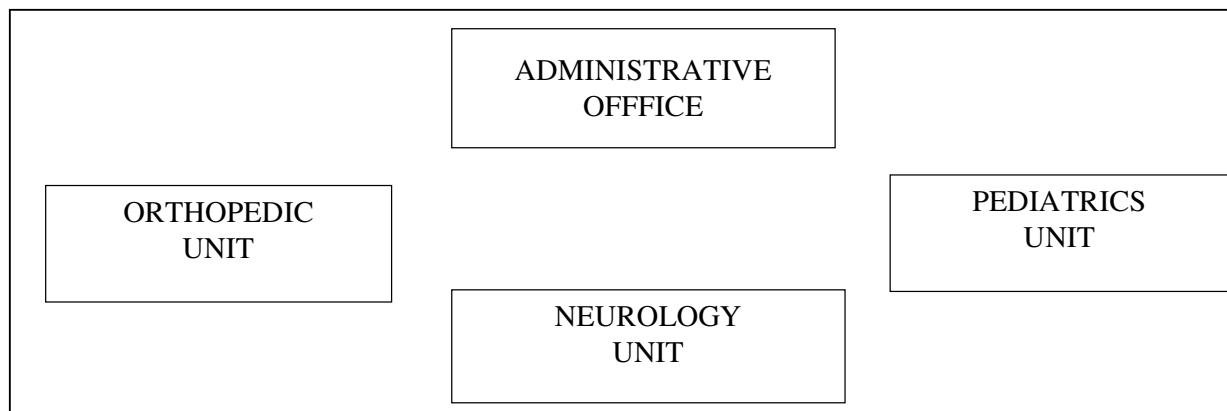 ADMINISTRATIVE
OFFFICE
ORTHOPEDIC
UNIT
PEDIATRICS
UNIT
NEUROLOGY
UNIT